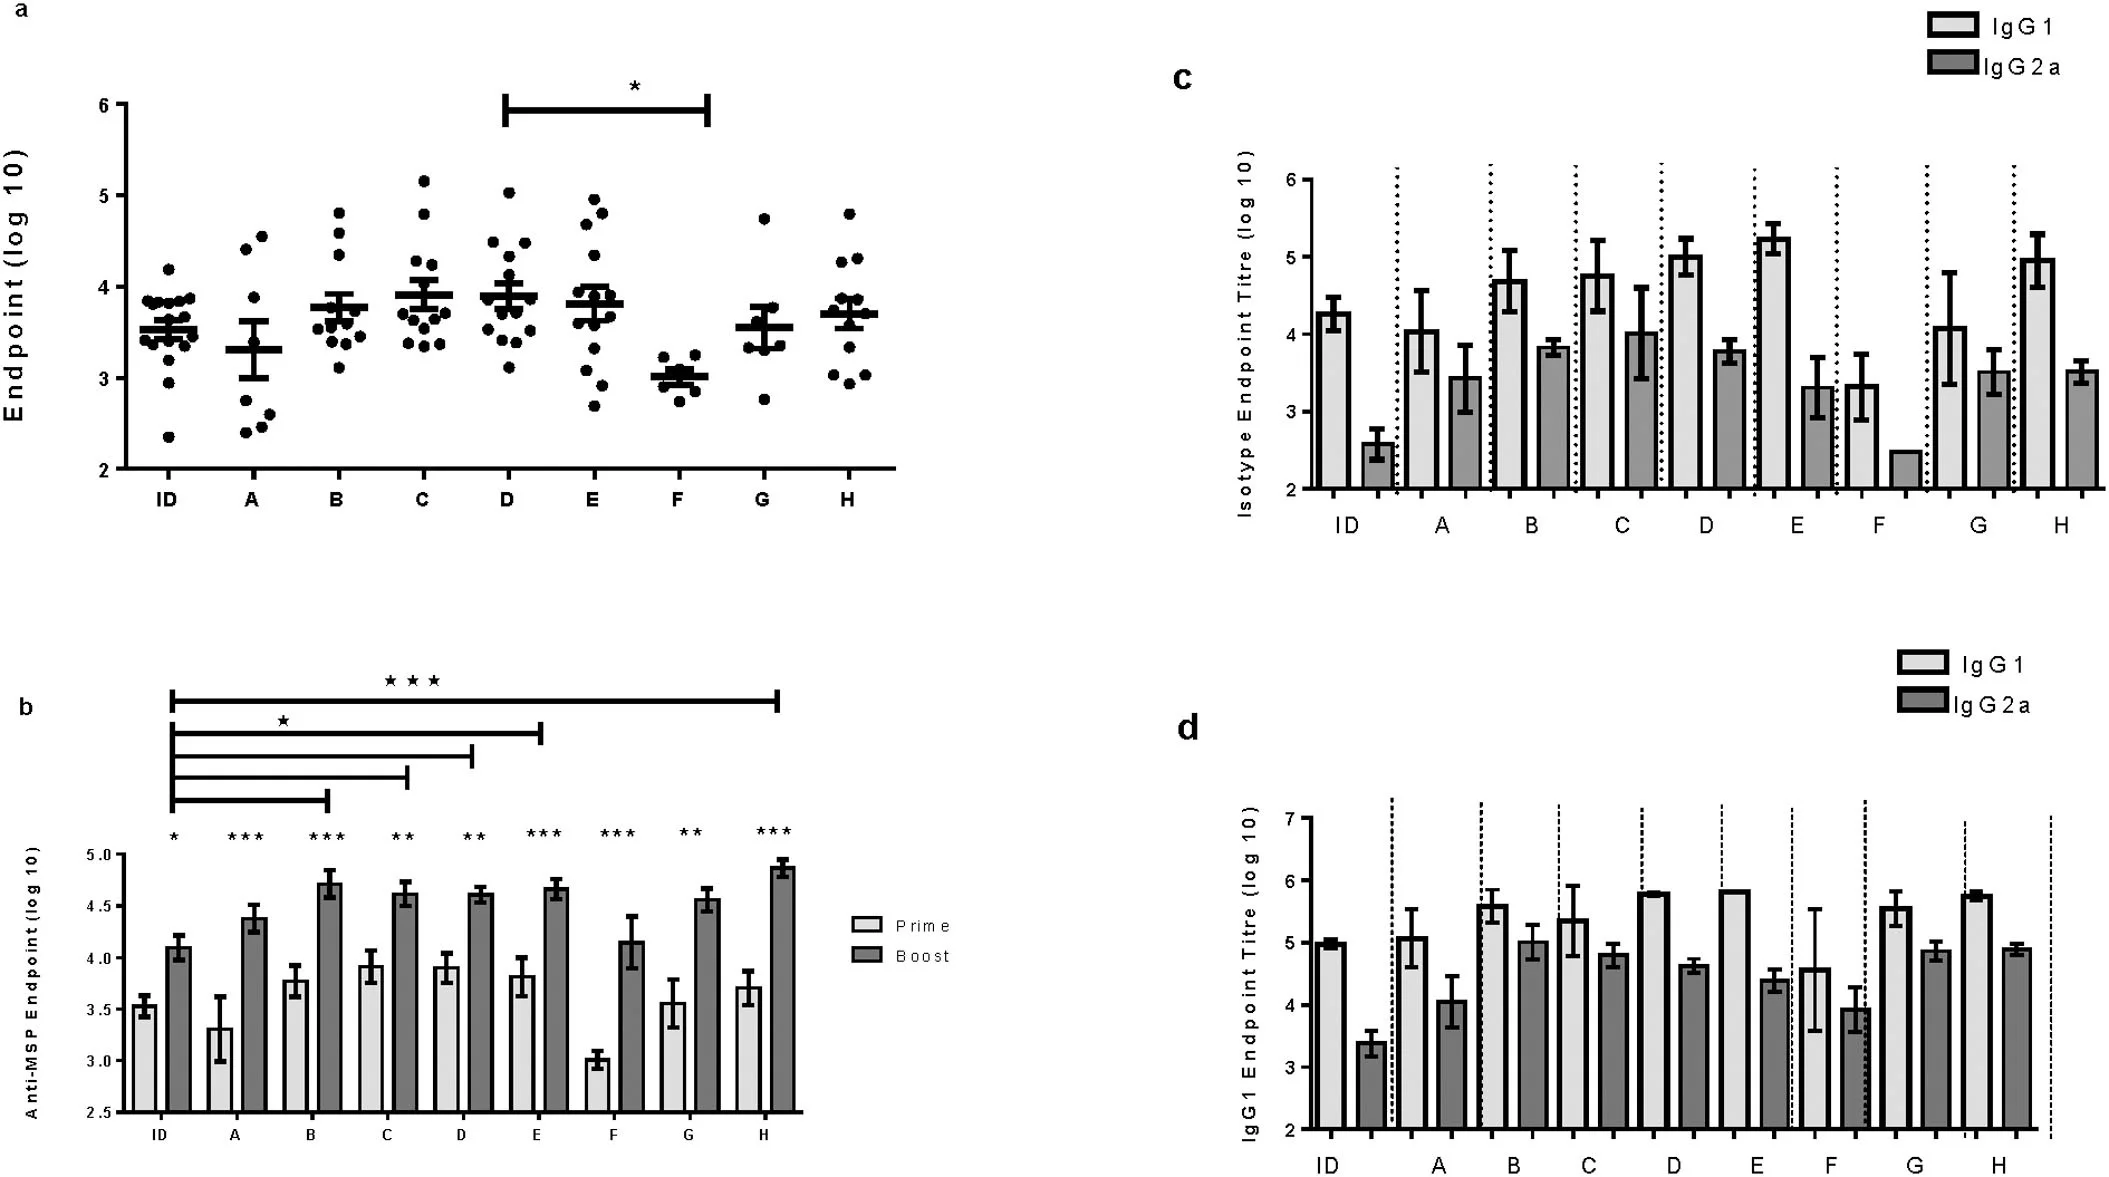 a
*
6
5
4
3
2
Endpoint (log 10)
ID A B C D E F G H
c
IgG1
IgG2a
6
5
4
3
2
Isotype Endpoint Titre (log 10)
ID A B C D E F G H
b
★★★
★
* *** *** ** ** *** *** ** ***
5.0
4.5
4.0
3.5
3.0
2.5
Anti-MSP Endpoint (log 10)
Prime
Boost
ID A B C D E F G H
d
IgG1
IgG2a
7
6
5
4
3
2
IgG1 Endpoint Titre (log 10)
ID A B C D E F G H